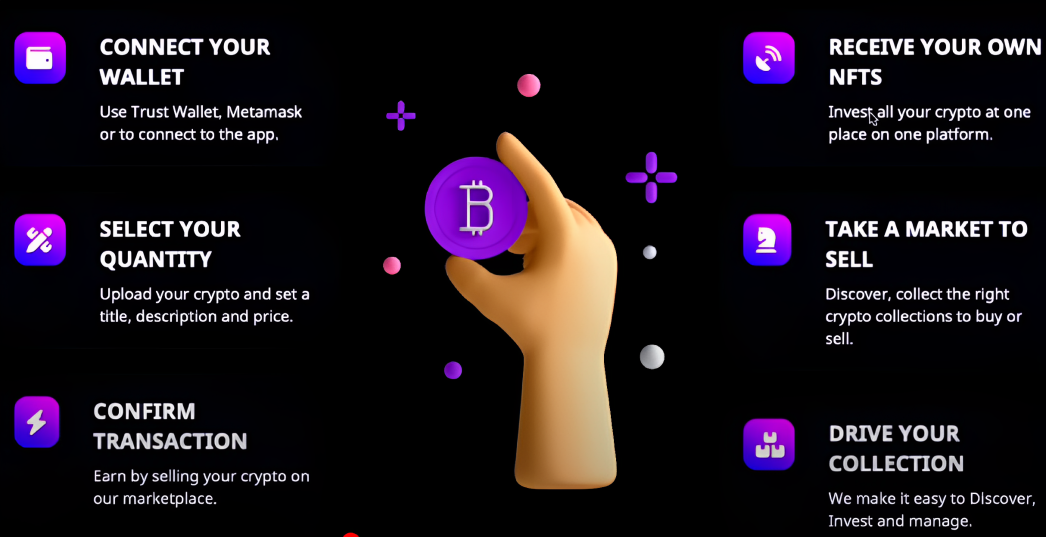 CONNECT YOUR
WALLET
Use Trust Wallet, Metamask
or to connect to the app.
SELECT YOUR
QUANTITY
Upload your crypto and set a
title, description and price.
CONFIRM
TRANSACTION
Earn by selling your crypto on
our marketplace.
RECEIVE YOUR OWN
NFTS
Invest all your crypto at one
place on one platform.
TAKE A MARKET TO
SELL
Discover, collect the right
crypto collections to buy or
sell.
DRIVE YOUR
COLLECTION
We make it easy to Discover,
Invest and manage.